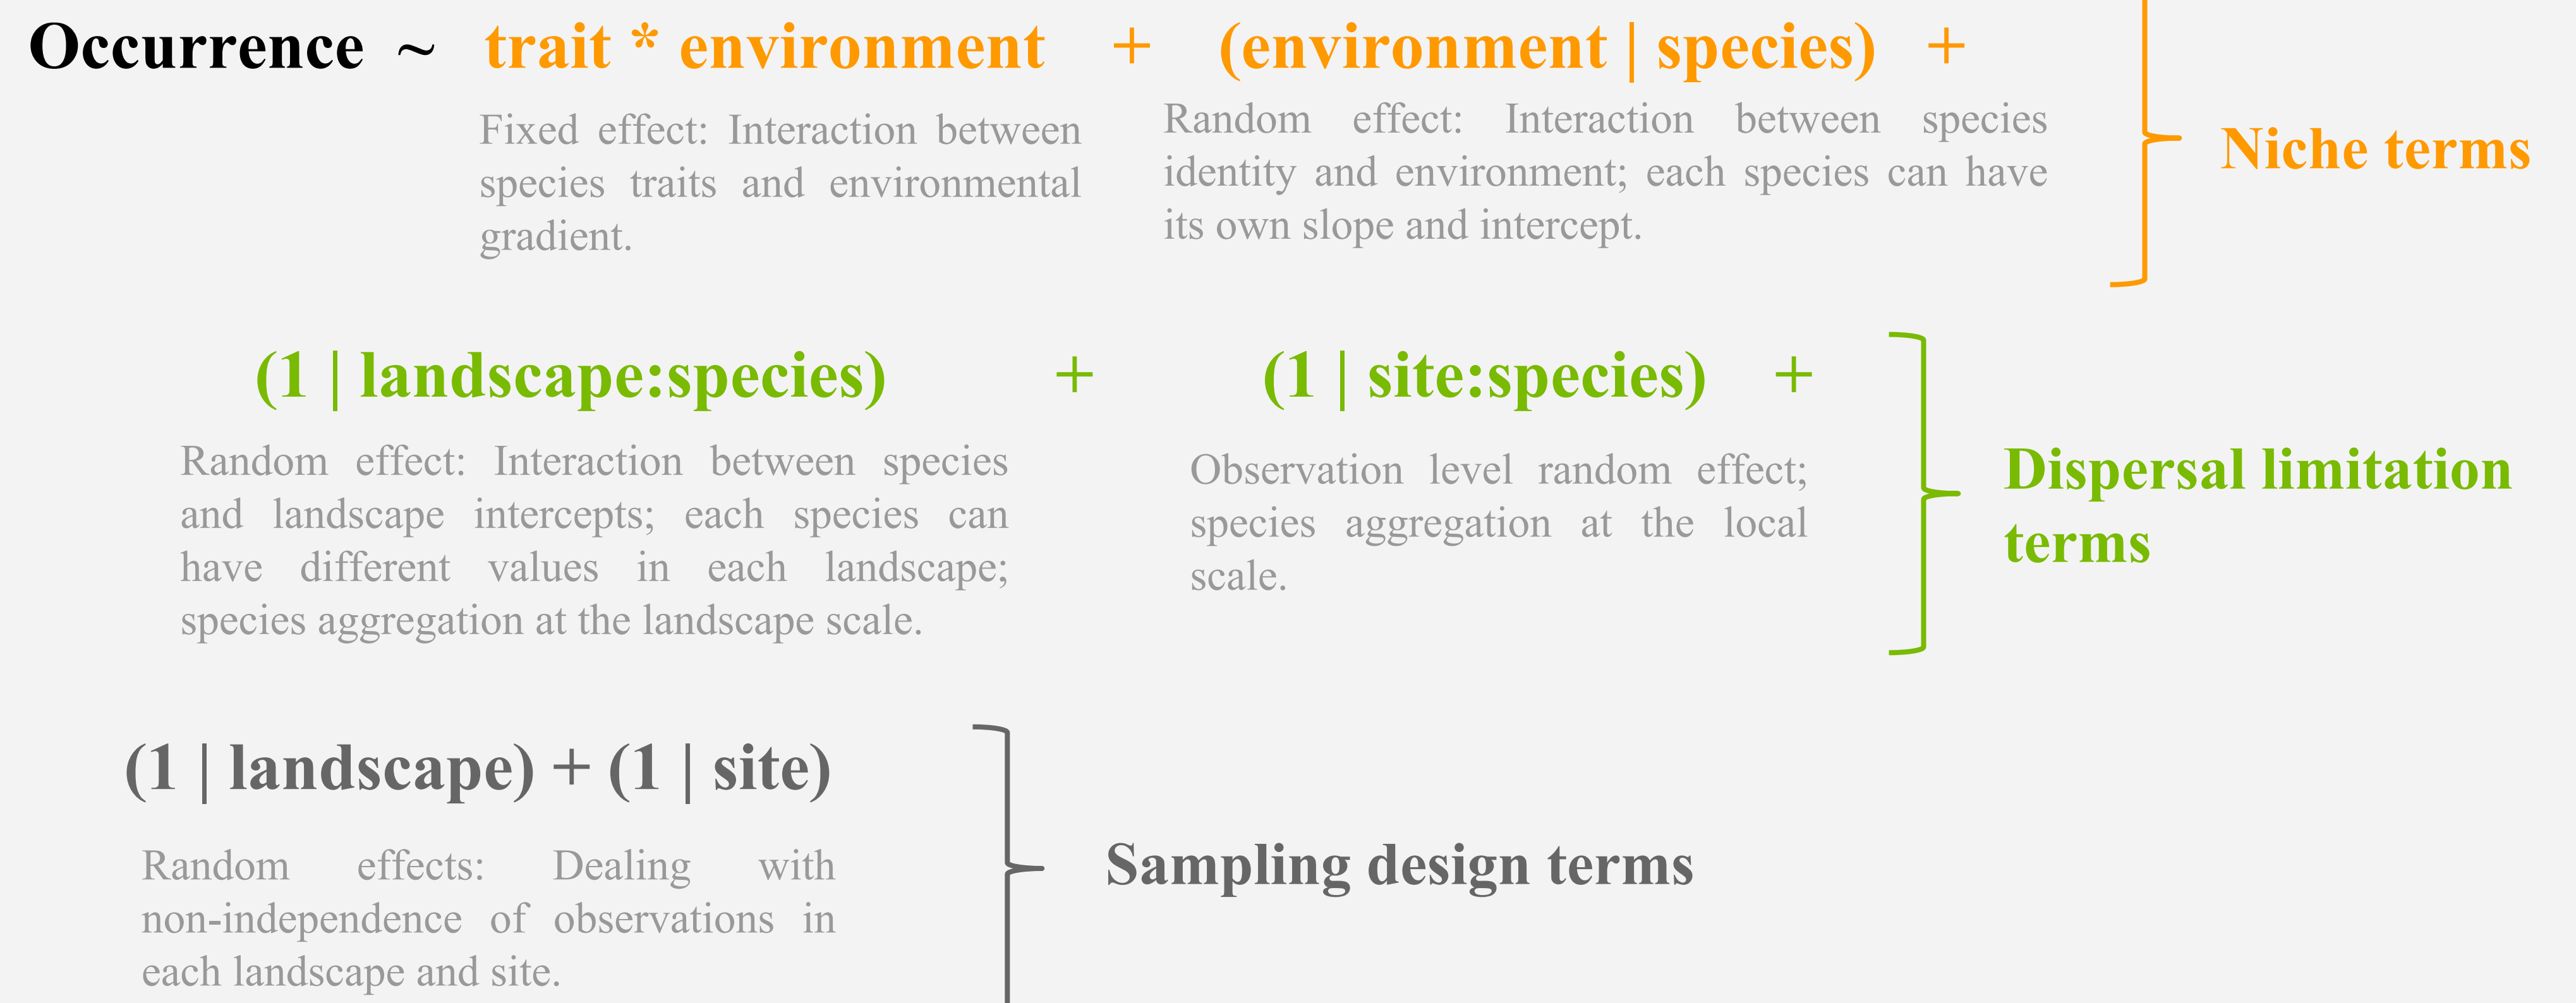 Occurrence ~ trait * environment + (environment | species) +
Fixed effect: Interaction between
species traits and environmental
gradient.
Random effect: Interaction between species
identity and environment; each species can have
its own slope and intercept.
Niche terms
(1 | landscape:species) + (1 | site:species) +
Random effect: Interaction between species
and landscape intercepts; each species can
have different values in each landscape;
species aggregation at the landscape scale.
Observation level random effect;
species aggregation at the local
scale.
Dispersal limitation
terms
(1 | landscape) + (1 | site)
Random effects: Dealing with
non-independence of observations in
each landscape and site.
Sampling design terms